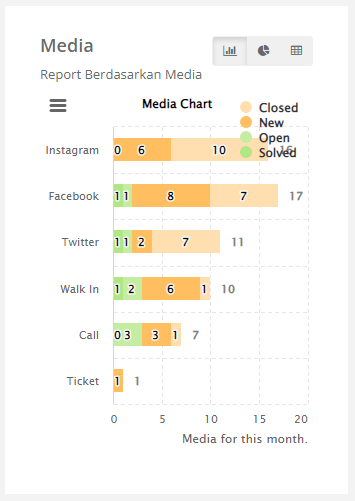 Media
Report Berdasarkan Media
Media Chart
Closed
New
Open
Solved
Instagram 0 6 10 16
Facebook 1 1 8 7 17
Twitter 1 1 2 7 11
Walk In 1 2 6 1 10
Call 0 3 3 1 7
Ticket 1 1
0 5 10 15 20
Media for this month.